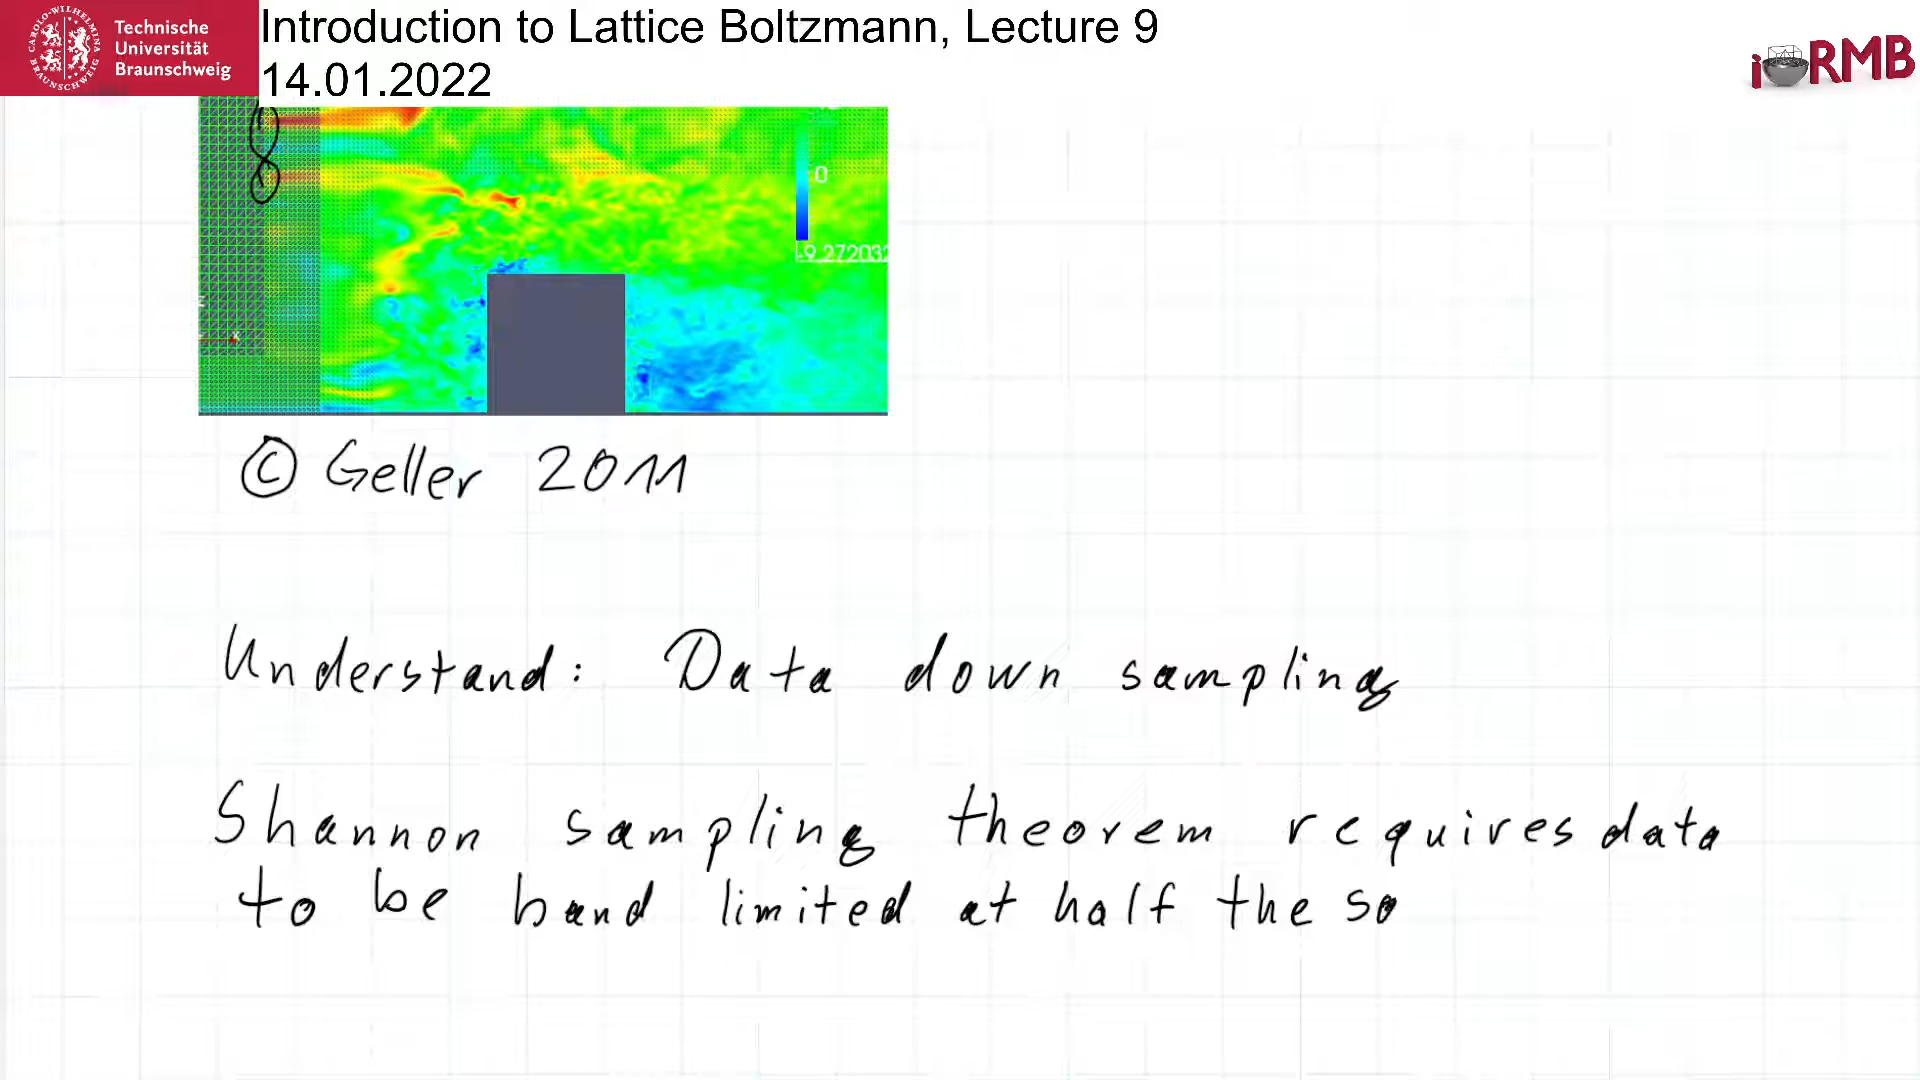 Technische
Universität
Braunschweig
Introduction to Lattice Boltzmann, Lecture 9
14.01.2022
iRMB
0
-9.272032
© Geller 2011
Understand: Data down sampling
Shannon sampling theorem requires data
to be band limited at half the sa